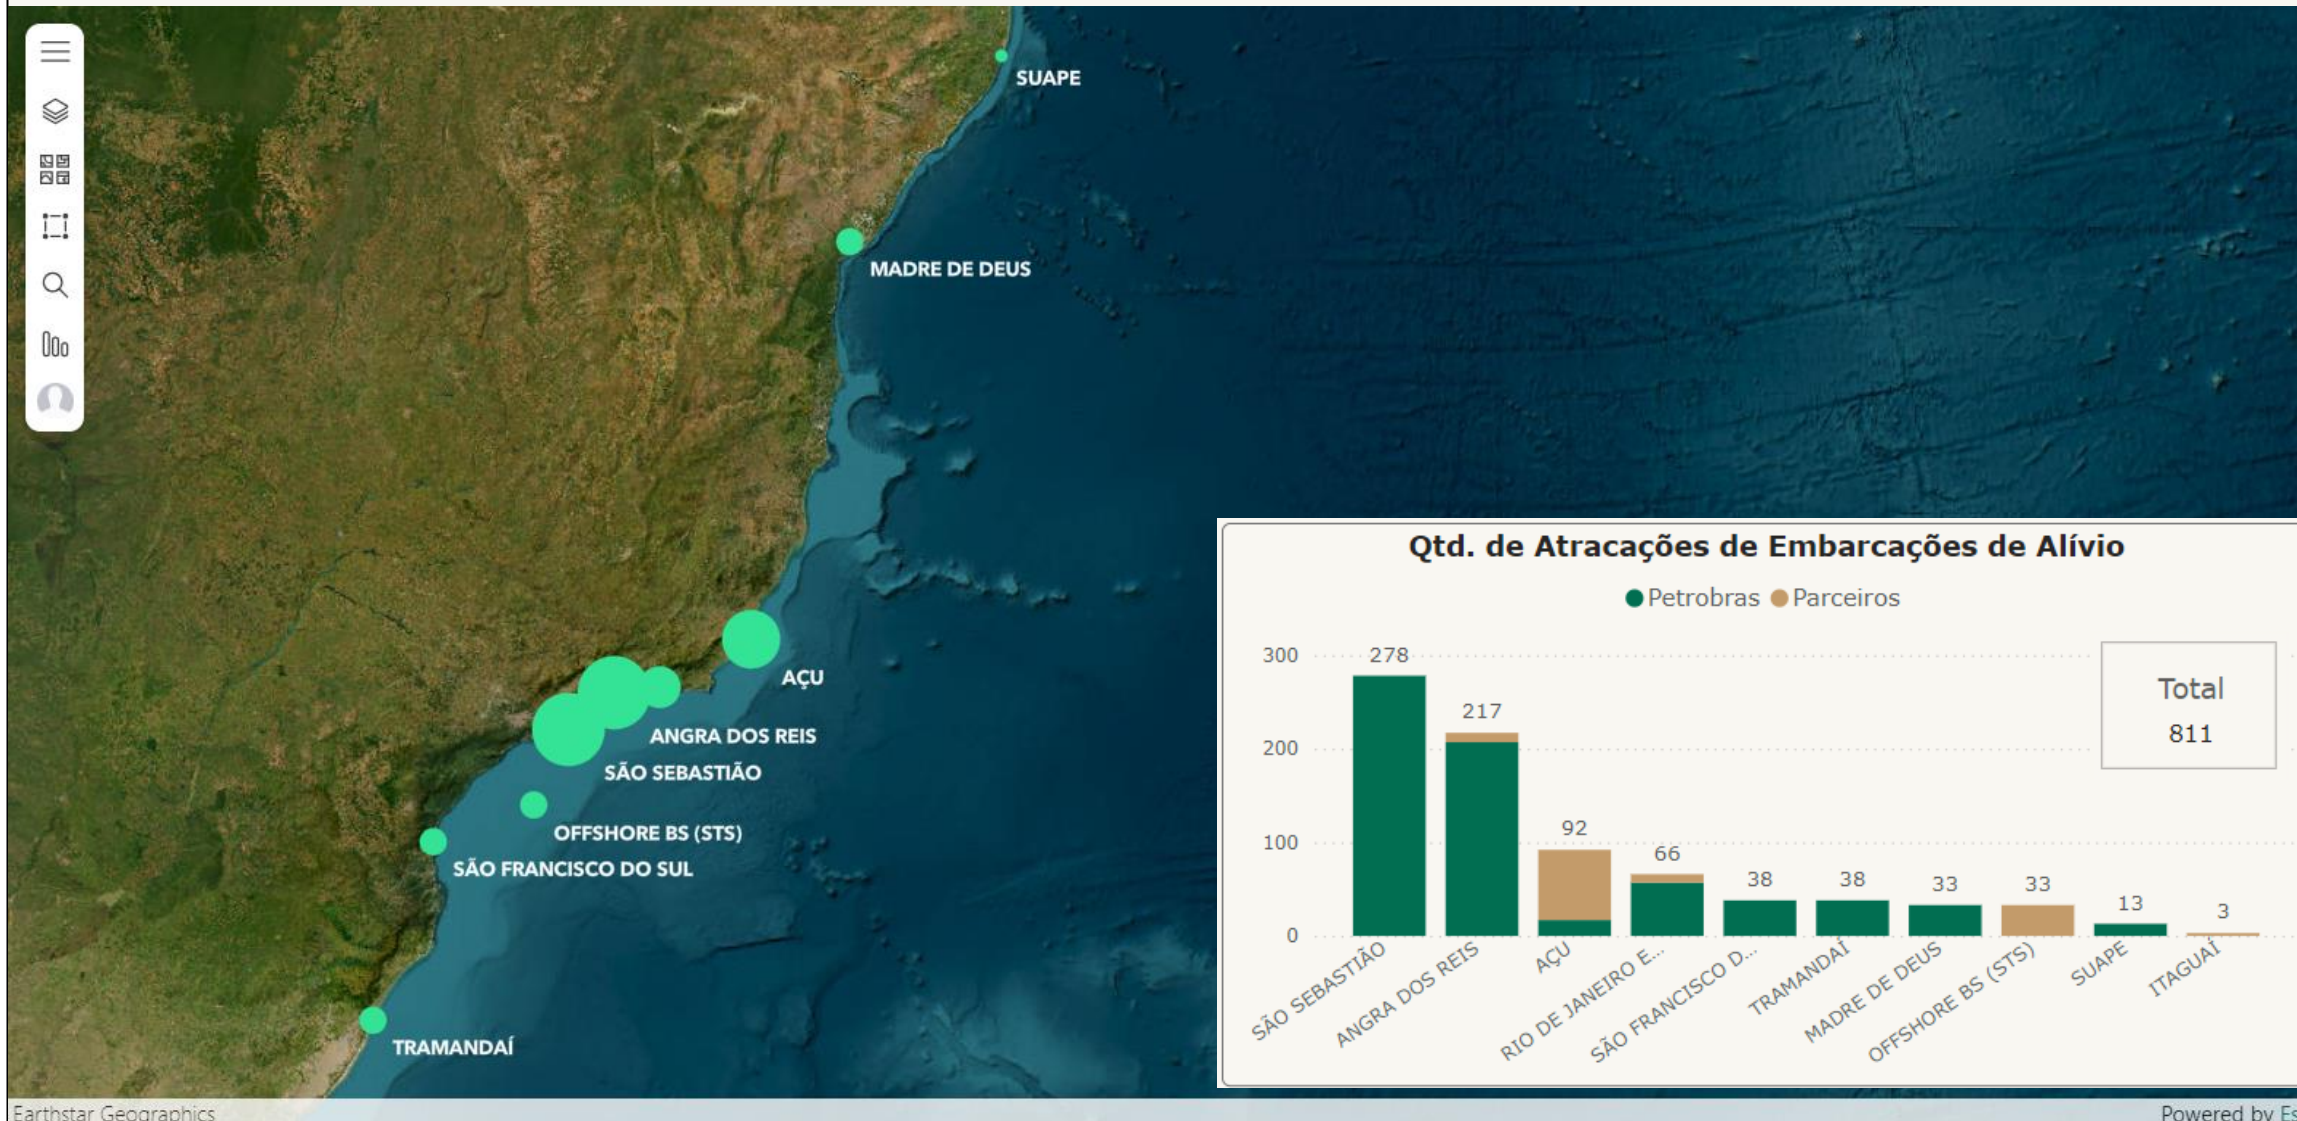 SUAPE
MADRE DE DEUS
AÇU
ANGRA DOS REIS
SÃO SEBASTIÃO
OFFSHORE BS (STS)
SÃO FRANCISCO DO SUL
TRAMANDAÍ
Qtd. de Atracações de Embarcações de Alívio
Petrobras Parceiros
300
200
100
0
278
217
92
66
38
38
33
33
13
3
Total
811
SÃO SEBASTIÃO
ANGRA DOS REIS
AÇU
RIO DE JANEIRO E...
SÃO FRANCISCO D...
TRAMANDAÍ
MADRE DE DEUS
OFFSHORE BS (STS)
SUAPE
ITAGUAÍ
Earthstar Geographics
Powered by Es